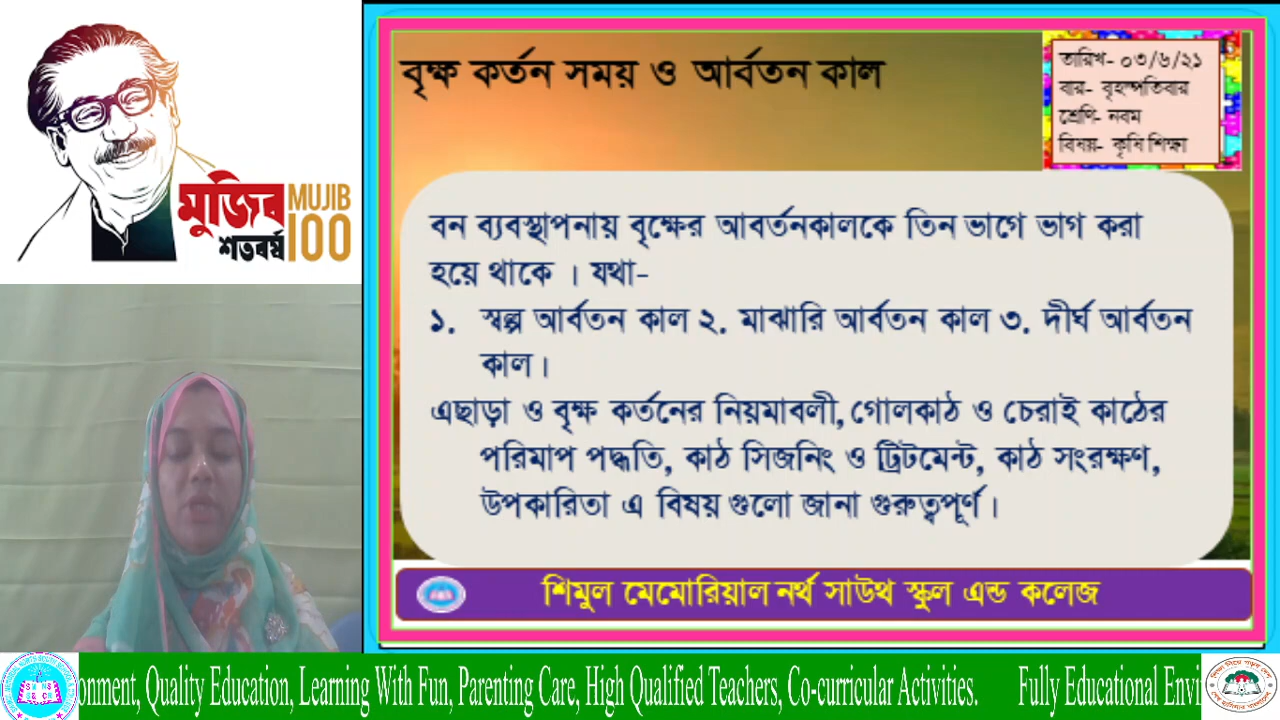 মুজিব
শতবর্ষ
MUJIB
100
বৃক্ষ কর্তন সময় ও আর্বতন কাল
তারিখ- ০৩/৬/২১
বার- বৃহস্পতিবার
শ্রেণি- নবম
বিষয়- কৃষি শিক্ষা
বন ব্যবস্থাপনায় বৃক্ষের আবর্তনকালকে তিন ভাগে ভাগ করা
হয়ে থাকে । যথা-
১. স্বল্প আর্বতন কাল ২. মাঝারি আর্বতন কাল ৩. দীর্ঘ আর্বতন
কাল।
এছাড়া ও বৃক্ষ কর্তনের নিয়মাবলী, গোলকাঠ ও চেরাই কাঠের
পরিমাপ পদ্ধতি, কাঠ সিজনিং ও ট্রিটমেন্ট, কাঠ সংরক্ষণ,
উপকারিতা এ বিষয় গুলো জানা গুরুত্বপূর্ণ।
শিমুল মেমোরিয়াল নর্থ সাউথ স্কুল এন্ড কলেজ
onment, Quality Education, Learning With Fun, Parenting Care, High Qualified Teachers, Co-curricular Activities. Fully Educational Envi